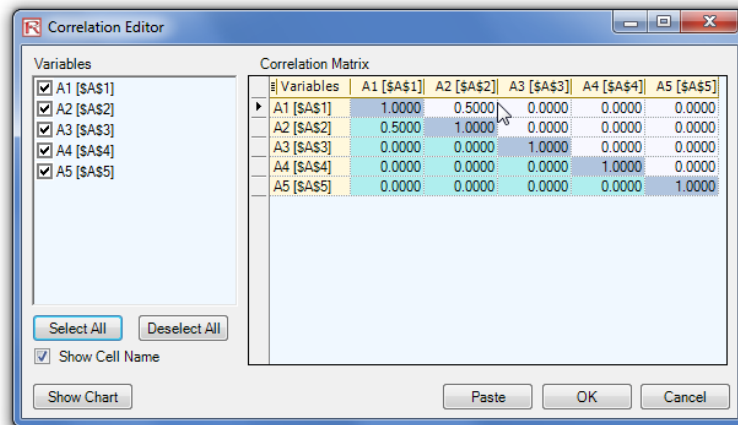 Correlation Editor
Variables
A1 [$A$1]
A2 [$A$2]
A3 [$A$3]
A4 [$A$4]
A5 [$A$5]
Select All
Deselect All
Show Cell Name
Show Chart
Correlation Matrix
Variables A1 [$A$1] A2 [$A$2] A3 [$A$3] A4 [$A$4] A5 [$A$5]
A1 [$A$1] 1.0000 0.5000 0.0000 0.0000 0.0000
A2 [$A$2] 0.5000 1.0000 0.0000 0.0000 0.0000
A3 [$A$3] 0.0000 0.0000 1.0000 0.0000 0.0000
A4 [$A$4] 0.0000 0.0000 0.0000 1.0000 0.0000
A5 [$A$5] 0.0000 0.0000 0.0000 0.0000 1.0000
Paste
OK
Cancel